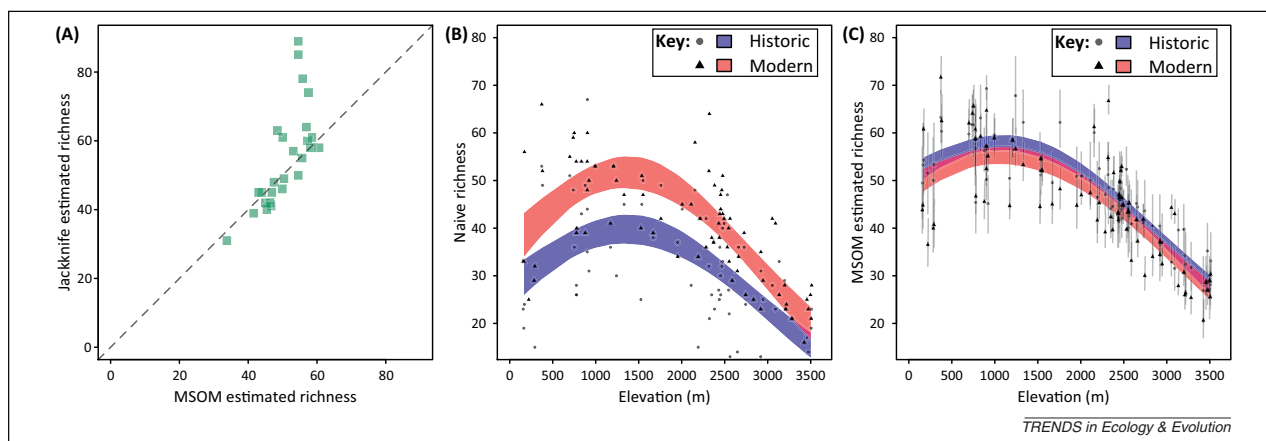 (A)
Jackknife estimated richness
80
60
40
20
0
0 20 40 60 80
MSOM estimated richness
(B)
Key: Historic
Modern
Naïve richness
80
70
60
50
40
30
20
0 500 1000 1500 2000 2500 3000 3500
Elevation (m)
(C)
Key: Historic
Modern
MSOM estimated richness
80
70
60
50
40
30
20
0 500 1000 1500 2000 2500 3000 3500
Elevation (m)
TRENDS in Ecology & Evolution